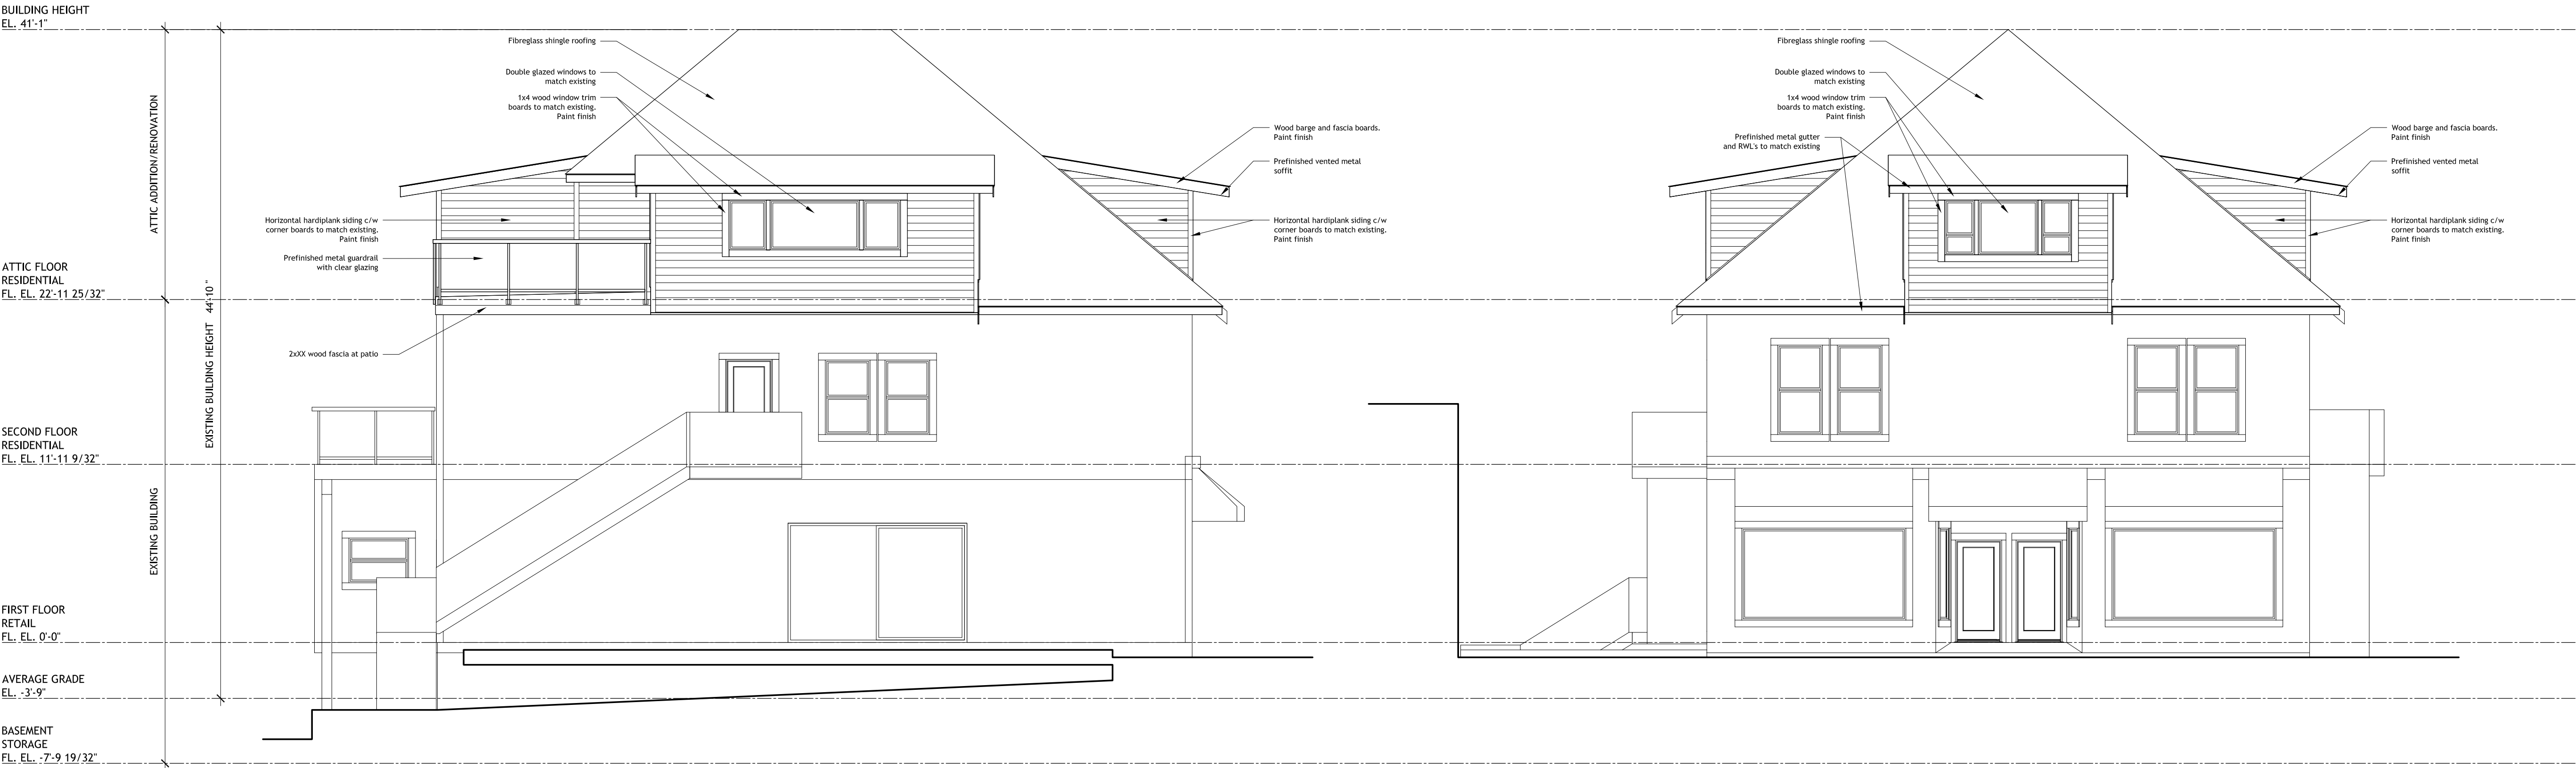 BUILDING HEIGHT
EL. 41'-1"
ATTIC ADDITION/RENOVATION
ATTIC FLOOR
RESIDENTIAL
FL. EL. 22'-11 25/32"
EXISTING BUILDING HEIGHT 44'-10 "
SECOND FLOOR
RESIDENTIAL
FL. EL. 11'-11 9/32"
EXISTING BUILDING
FIRST FLOOR
RETAIL
FL. EL. 0'-0"
AVERAGE GRADE
EL. -3'-9"
BASEMENT
STORAGE
FL. EL. -7'-9 19/32"
Fibreglass shingle roofing
Double glazed windows to
match existing
1x4 wood window trim
boards to match existing.
Paint finish
Horizontal hardiplank siding c/w
corner boards to match existing.
Paint finish
Prefinished metal guardrail
with clear glazing
2xXX wood fascia at patio
Wood barge and fascia boards.
Paint finish
Prefinished vented metal
soffit
Horizontal hardiplank siding c/w
corner boards to match existing.
Paint finish
Fibreglass shingle roofing
Double glazed windows to
match existing
1x4 wood window trim
boards to match existing.
Paint finish
Prefinished metal gutter
and RWL's to match existing
Wood barge and fascia boards.
Paint finish
Prefinished vented metal
soffit
Horizontal hardiplank siding c/w
corner boards to match existing.
Paint finish